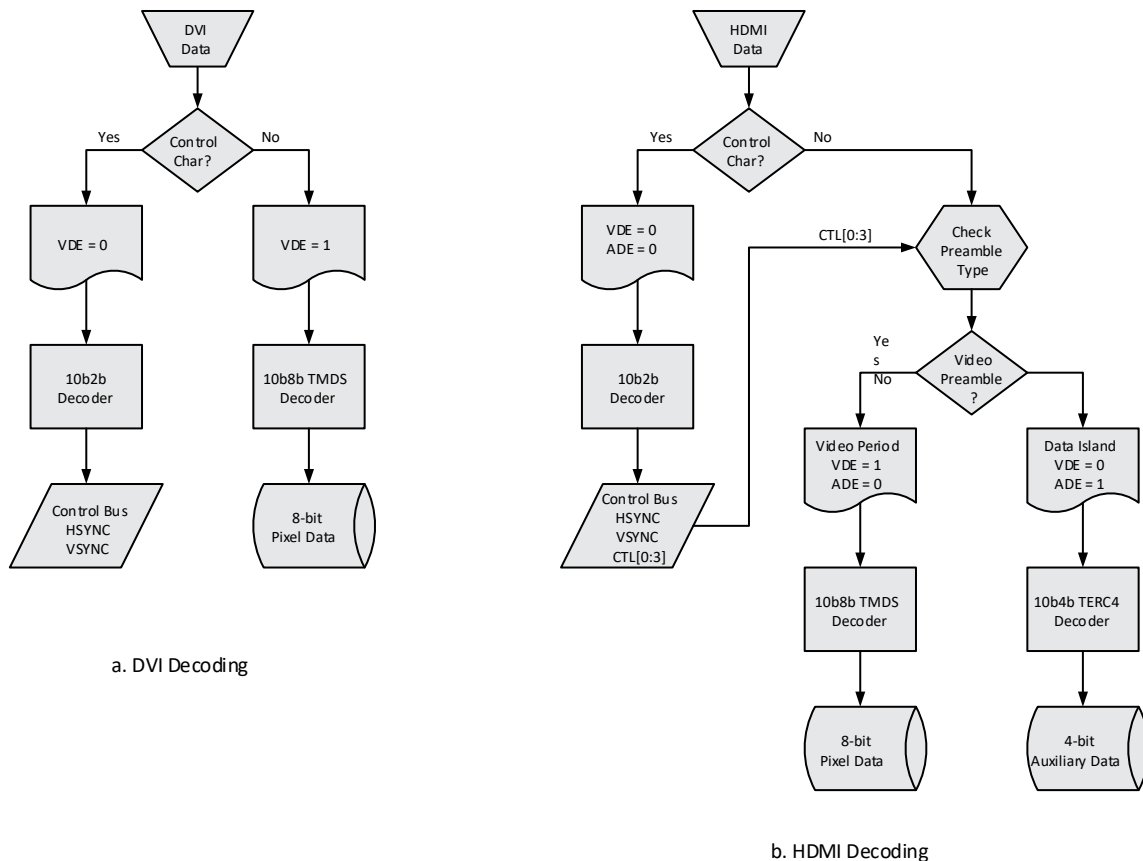 DVI
Data
Control
Char?
Yes
No
VDE = 0
VDE = 1
10b2b
Decoder
10b8b TMDS
Decoder
Control Bus
HSYNC
VSYNC
8-bit
Pixel Data
a. DVI Decoding
HDMI
Data
Control
Char?
Yes
No
VDE = 0
ADE = 0
CTL[0:3]
Check
Preamble
Type
10b2b
Decoder
Ye
s
No
Video
Preamble
?
Control Bus
HSYNC
VSYNC
CTL[0:3]
Video Period
VDE = 1
ADE = 0
Data Island
VDE = 0
ADE = 1
10b8b TMDS
Decoder
10b4b TERC4
Decoder
8-bit
Pixel Data
4-bit
Auxiliary Data
b. HDMI Decoding